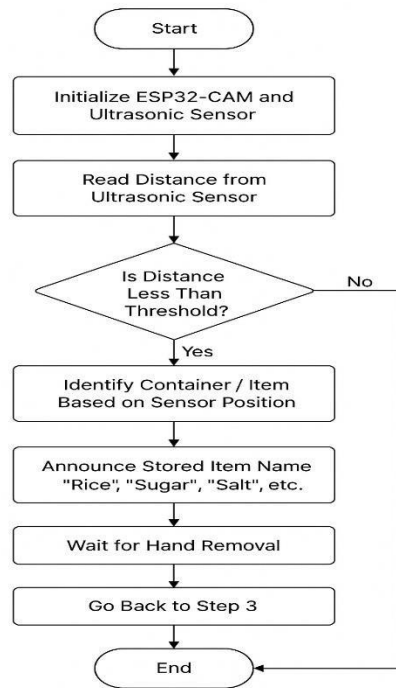 Start
Initialize ESP32-CAM and
Ultrasonic Sensor
Read Distance from
Ultrasonic Sensor
Is Distance
Less Than
Threshold?
No
Yes
Identify Container / Item
Based on Sensor Position
Announce Stored Item Name
"Rice", "Sugar", "Salt", etc.
Wait for Hand Removal
Go Back to Step 3
End